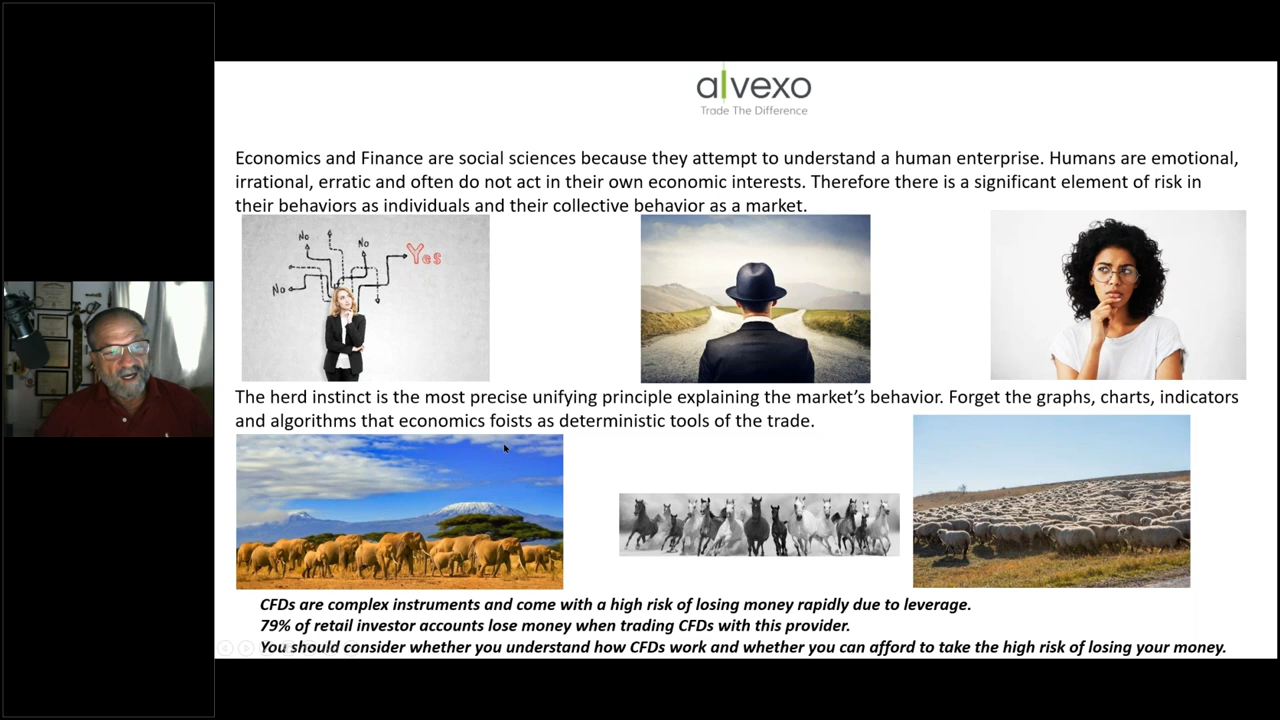 alvexo
Trade The Difference
Economics and Finance are social sciences because they attempt to understand a human enterprise. Humans are emotional,
irrational, erratic and often do not act in their own economic interests. Therefore there is a significant element of risk in
their behaviors as individuals and their collective behavior as a market.
No
No
Yes
No
The herd instinct is the most precise unifying principle explaining the market’s behavior. Forget the graphs, charts, indicators
and algorithms that economics foists as deterministic tools of the trade.
CFDs are complex instruments and come with a high risk of losing money rapidly due to leverage.
79% of retail investor accounts lose money when trading CFDs with this provider.
You should consider whether you understand how CFDs work and whether you can afford to take the high risk of losing your money.